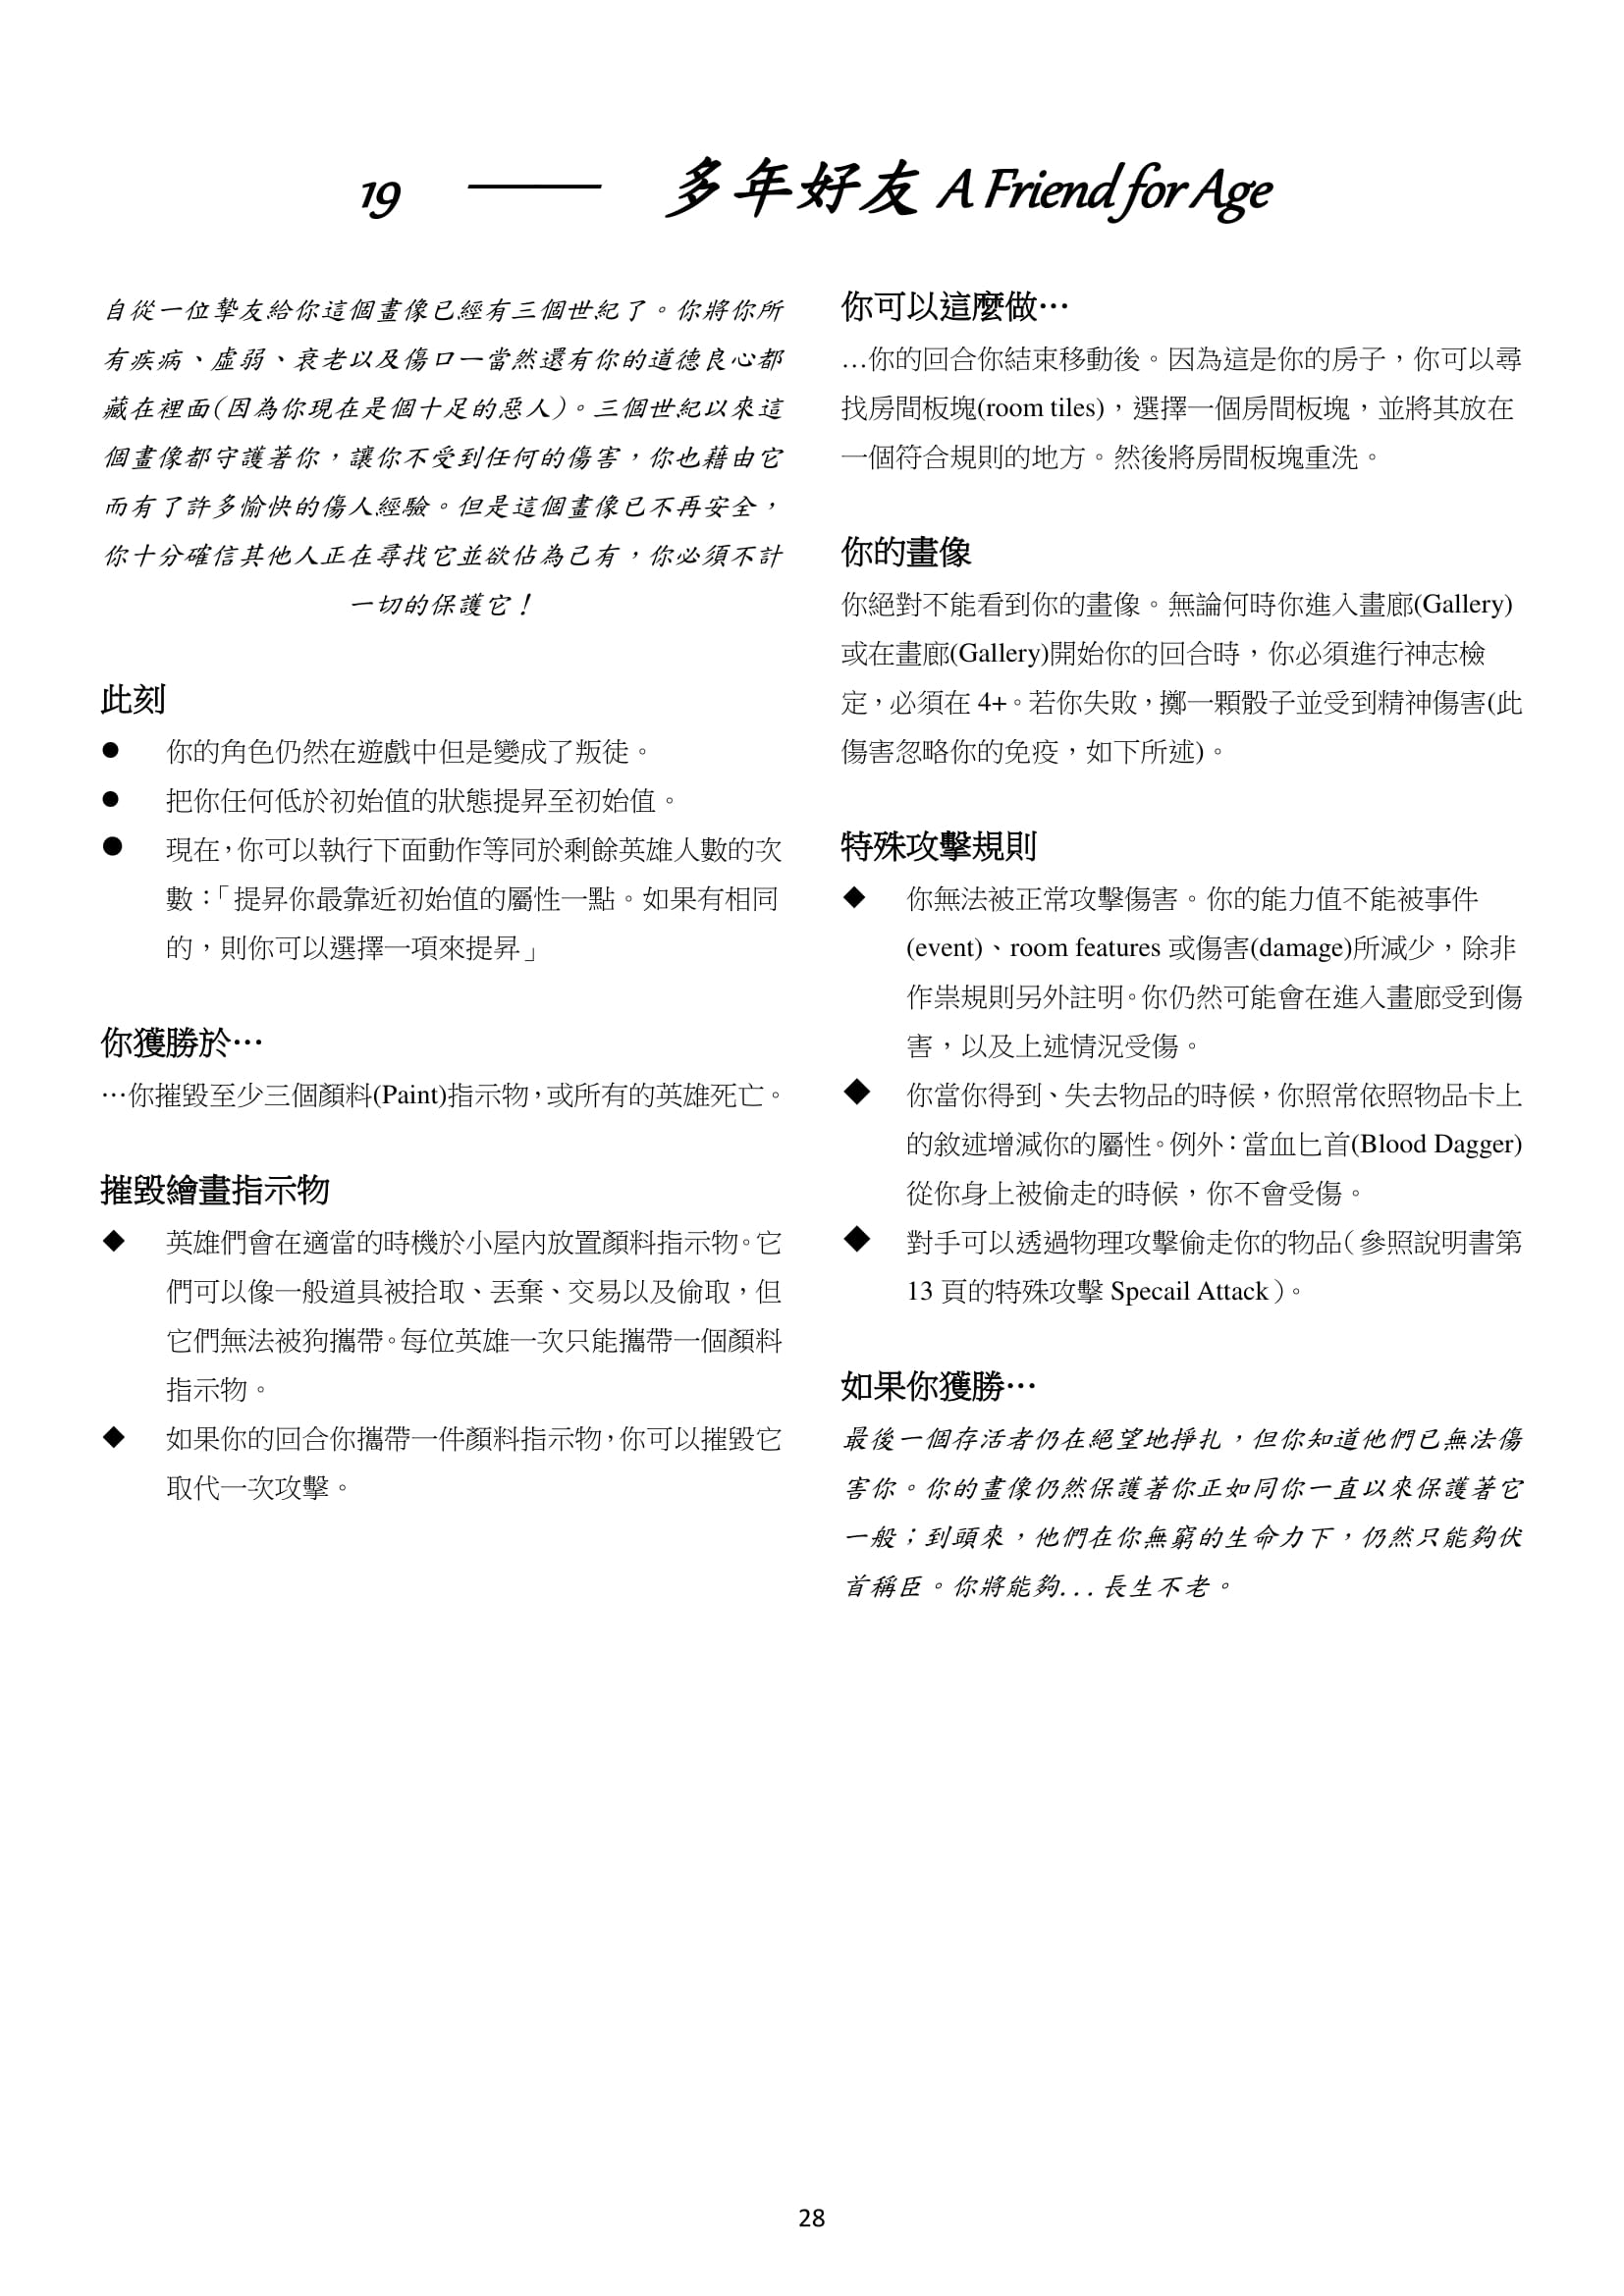 19 —— 多年好友 A Friend for Age
自從一位摯友給你這個畫像已經有三個世紀了。你將你所
有疾病、虛弱、衰老以及傷口一當然還有你的道德良心都
藏在裡面(因為你現在是個十足的惡人)。三個世紀以來這
個畫像都守護著你，讓你不受到任何的傷害，你也藉由它
而有了許多愉快的傷人經驗。但是這個畫像已不再安全，
你十分確信其他人正在尋找它並欲佔為己有，你必須不計
一切的保護它！
此刻
● 你的角色仍然在遊戲中但是變成了叛徒。
● 把你任何低於初始值的狀態提昇至初始值。
● 現在，你可以執行下面動作等同於剩餘英雄人數的次
數：「提昇你最靠近初始值的屬性一點。如果有相同
的，則你可以選擇一項來提昇」
你獲勝於…
…你摧毀至少三個顏料(Paint)指示物，或所有的英雄死亡。
摧毀繪畫指示物
◆ 英雄們會在適當的時機於小屋內放置顏料指示物。它
們可以像一般道具被拾取、丟棄、交易以及偷取，但
它們無法被狗攜帶。每位英雄一次只能攜帶一個顏料
指示物。
◆ 如果你的回合你攜帶一件顏料指示物，你可以摧毀它
取代一次攻擊。
你可以這麼做…
…你的回合你結束移動後。因為這是你的房子，你可以尋
找房間板塊(room tiles)，選擇一個房間板塊，並將其放在
一個符合規則的地方。然後將房間板塊重洗。
你的畫像
你絕對不能看到你的畫像。無論何時你進入畫廊(Gallery)
或在畫廊(Gallery)開始你的回合時，你必須進行神志檢
定，必須在 4+。若你失敗，擲一顆骰子並受到精神傷害(此
傷害忽略你的免疫，如下所述)。
特殊攻擊規則
◆ 你無法被正常攻擊傷害。你的能力值不能被事件
(event)、room features 或傷害(damage)所減少，除非
作祟規則另外註明。你仍然可能會在進入畫廊受到傷
害，以及上述情況受傷。
◆ 你當你得到、失去物品的時候，你照常依照物品卡上
的敘述增減你的屬性。例外：當血匕首(Blood Dagger)
從你身上被偷走的時候，你不會受傷。
◆ 對手可以透過物理攻擊偷走你的物品（參照說明書第
13 頁的特殊攻擊 Specail Attack）。
如果你獲勝…
最後一個存活者仍在絕望地掙扎，但你知道他們已無法傷
害你。你的畫像仍然保護著你正如同你一直以來保護著它
一般；到頭來，他們在你無窮的生命力下，仍然只能夠伏
首稱臣。你將能夠...長生不老。
28